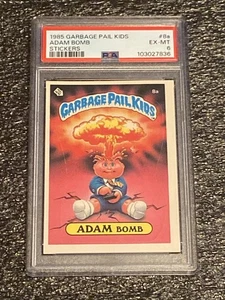 1985 GARBAGE PAIL KIDS #8a
ADAM BOMB EX-MT
STICKERS 6
PSA 103027836
8a
GARBAGE PAIL KIDS
ADAM BOMB